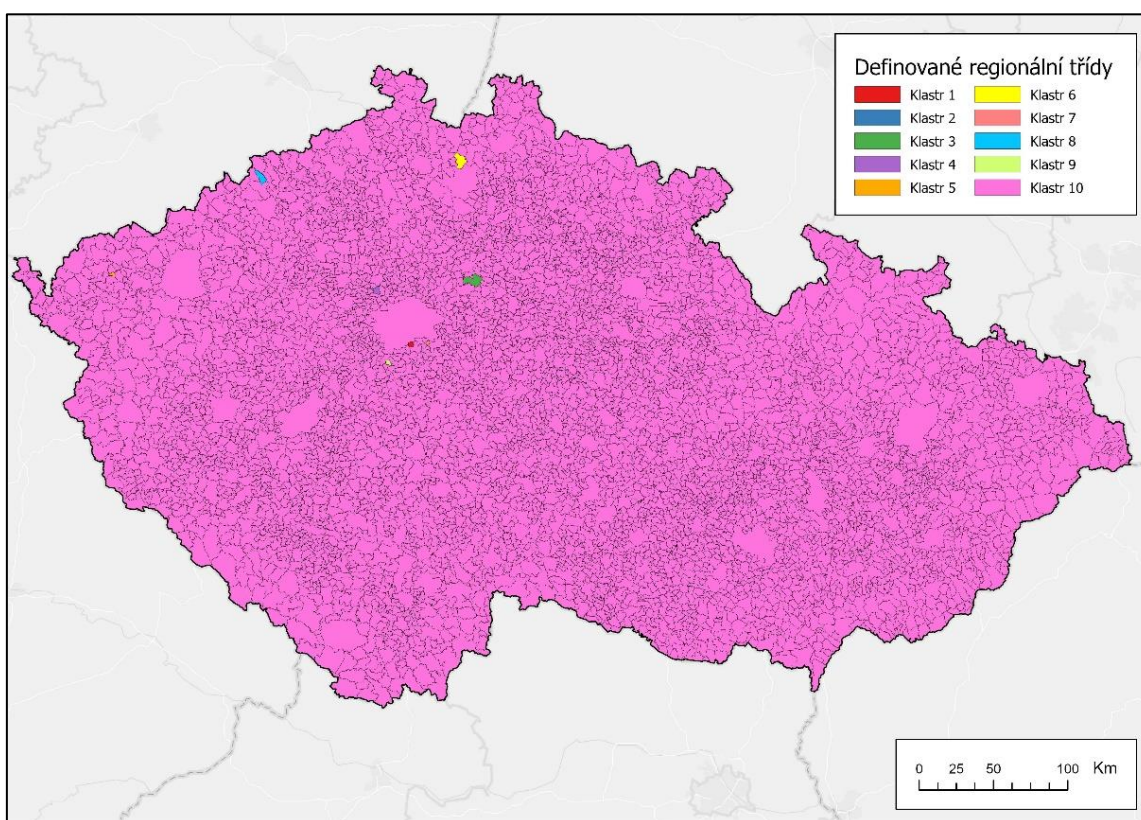 Definované regionální třídy
Klastr 1 Klastr 6
Klastr 2 Klastr 7
Klastr 3 Klastr 8
Klastr 4 Klastr 9
Klastr 5 Klastr 10
0 25 50 100 Km